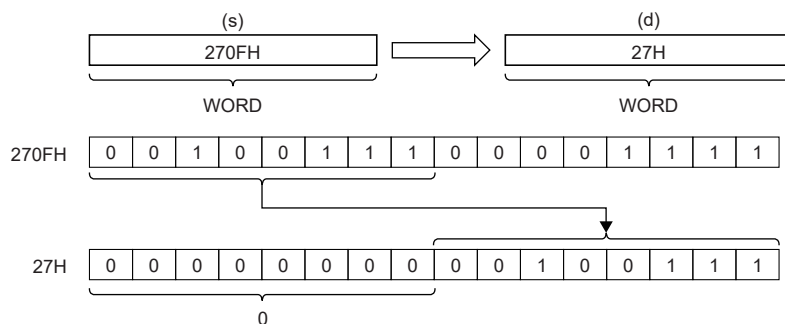 (s) (d)
270FH 27H
WORD WORD
270FH 0 0 1 0 0 1 1 1 0 0 0 0 1 1 1 1
27H 0 0 0 0 0 0 0 0 0 0 1 0 0 1 1 1
0